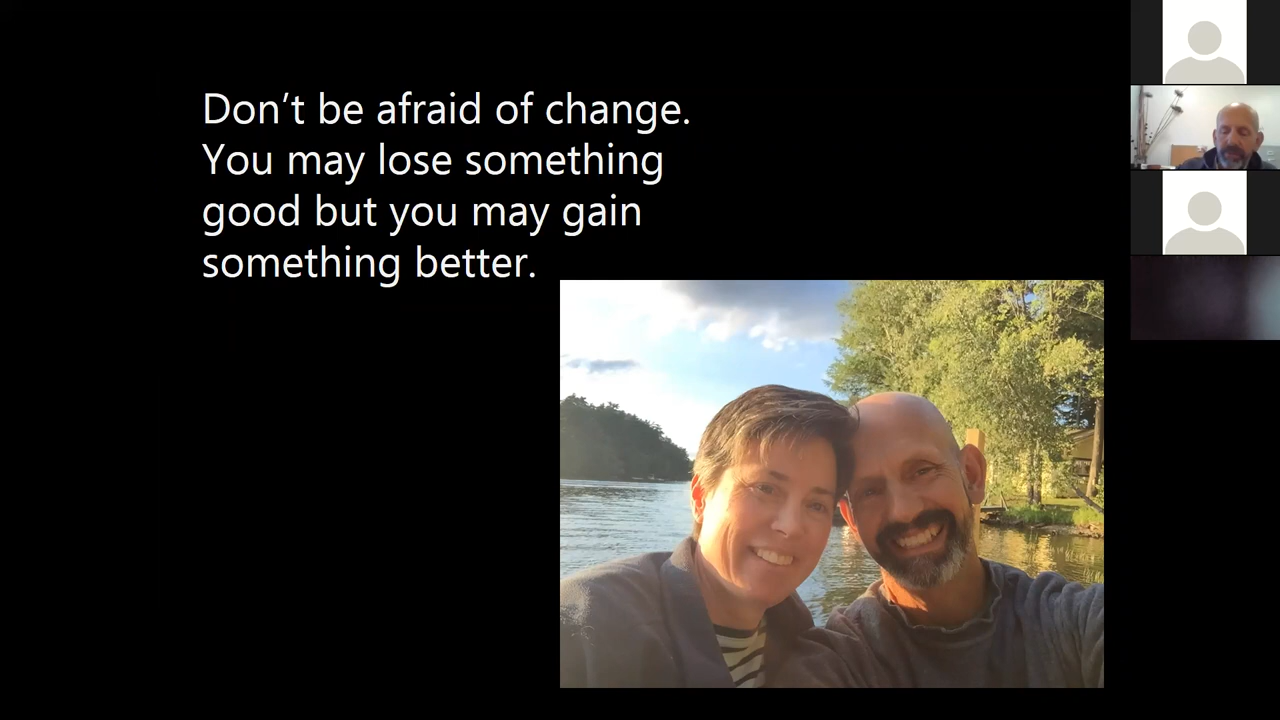 Don’t be afraid of change.
You may lose something
good but you may gain
something better.